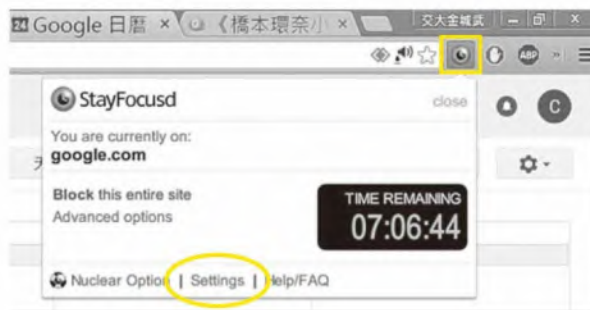 Google 日曆 × 《橋本環奈小 × 交大金城武
ABP »
StayFocusd close
C
You are currently on:
google.com
Block this entire site
Advanced options
TIME REMAINING
07:06:44
Nuclear Option | Settings | Help/FAQ